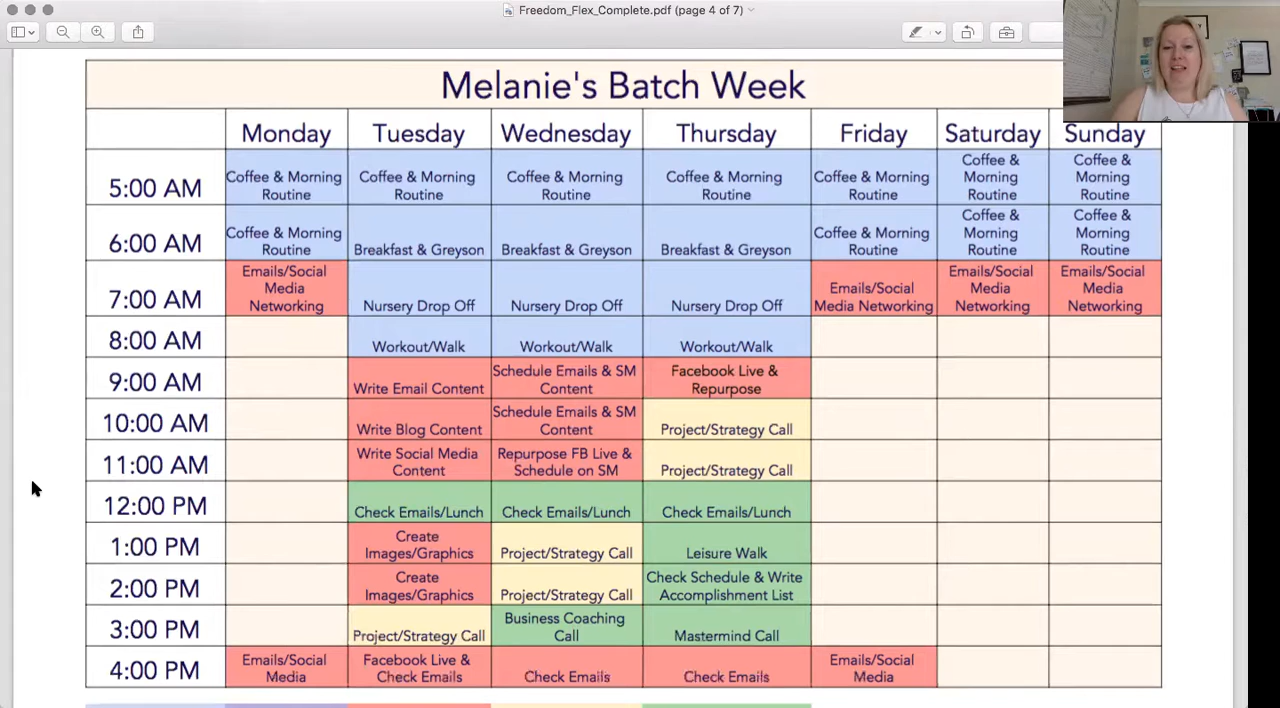 Freedom_Flex_Complete.pdf (page 4 of 7)
Melanie's Batch Week
Monday Tuesday Wednesday Thursday Friday Saturday Sunday
5:00 AM
Coffee & Morning Routine
Coffee & Morning Routine
Coffee & Morning Routine
Coffee & Morning Routine
Coffee & Morning Routine
Coffee & Morning Routine
Coffee & Morning Routine
6:00 AM
Coffee & Morning Routine
Breakfast & Greyson
Breakfast & Greyson
Breakfast & Greyson
Coffee & Morning Routine
Coffee & Morning Routine
Coffee & Morning Routine
7:00 AM
Emails/Social Media Networking
Nursery Drop Off
Nursery Drop Off
Nursery Drop Off
Emails/Social Media Networking
Emails/Social Media Networking
Emails/Social Media Networking
8:00 AM
Workout/Walk
Workout/Walk
Workout/Walk
9:00 AM
Write Email Content
Schedule Emails & SM Content
Facebook Live & Repurpose
10:00 AM
Write Blog Content
Schedule Emails & SM Content
Project/Strategy Call
11:00 AM
Write Social Media Content
Repurpose FB Live & Schedule on SM
Project/Strategy Call
12:00 PM
Check Emails/Lunch
Check Emails/Lunch
Check Emails/Lunch
1:00 PM
Create Images/Graphics
Project/Strategy Call
Leisure Walk
2:00 PM
Create Images/Graphics
Project/Strategy Call
Check Schedule & Write Accomplishment List
3:00 PM
Project/Strategy Call
Business Coaching Call
Mastermind Call
4:00 PM
Emails/Social Media
Facebook Live & Check Emails
Check Emails
Check Emails
Emails/Social Media